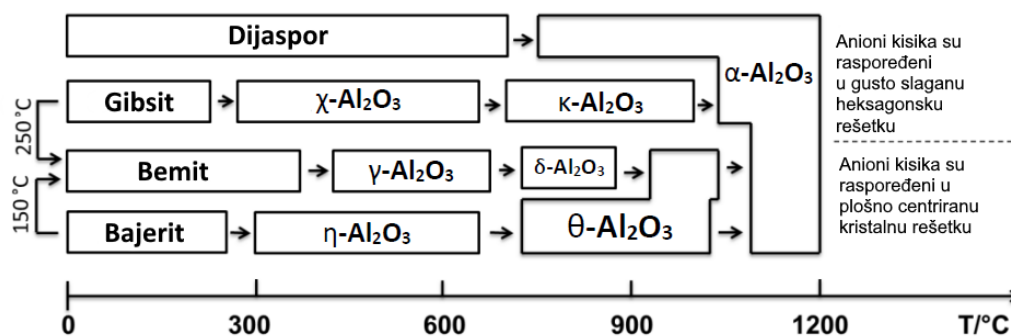 Dijaspor
α-Al₂O₃
Anioni kisika su
raspoređeni
u gusto slaganu
heksagonsku
rešetku
250 °C
Gibsit
χ-Al₂O₃
κ-Al₂O₃
150 °C
Bemit
γ-Al₂O₃
δ-Al₂O₃
Anioni kisika su
raspoređeni u
plošno centriranu
kristalnu rešetku
Bajerit
η-Al₂O₃
θ-Al₂O₃
0 300 600 900 1200 T/°C